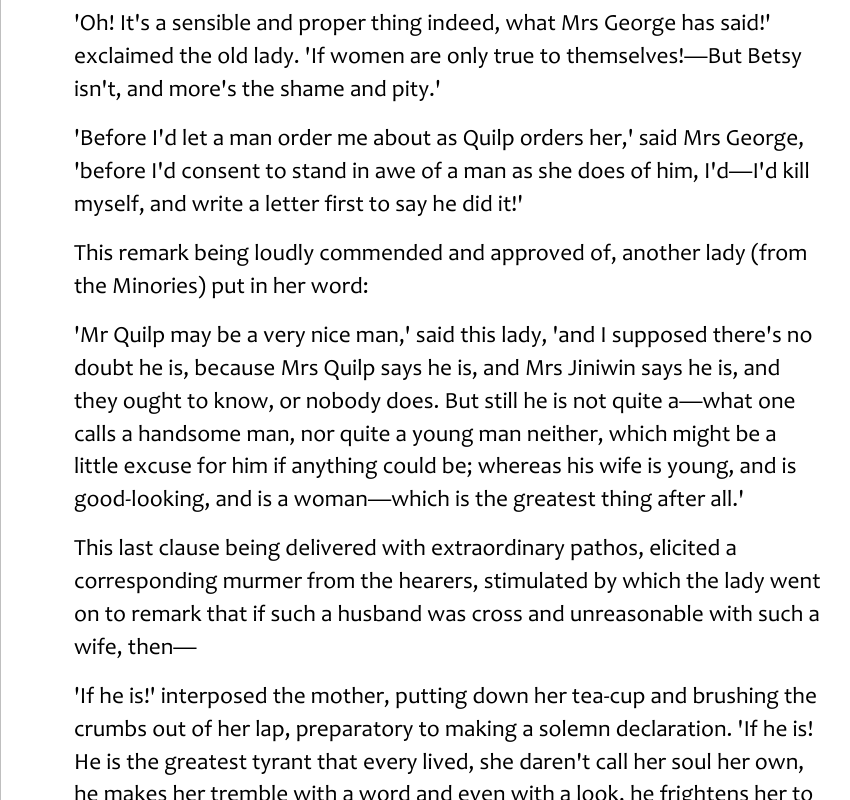 'Oh! It's a sensible and proper thing indeed, what Mrs George has said!'
exclaimed the old lady. 'If women are only true to themselves!—But Betsy
isn't, and more's the shame and pity.'
'Before I'd let a man order me about as Quilp orders her,' said Mrs George,
'before I'd consent to stand in awe of a man as she does of him, I'd—I'd kill
myself, and write a letter first to say he did it!'
This remark being loudly commended and approved of, another lady (from
the Minories) put in her word:
'Mr Quilp may be a very nice man,' said this lady, 'and I supposed there's no
doubt he is, because Mrs Quilp says he is, and Mrs Jiniwin says he is, and
they ought to know, or nobody does. But still he is not quite a—what one
calls a handsome man, nor quite a young man neither, which might be a
little excuse for him if anything could be; whereas his wife is young, and is
good-looking, and is a woman—which is the greatest thing after all.'
This last clause being delivered with extraordinary pathos, elicited a
corresponding murmer from the hearers, stimulated by which the lady went
on to remark that if such a husband was cross and unreasonable with such a
wife, then—
'If he is!' interposed the mother, putting down her tea-cup and brushing the
crumbs out of her lap, preparatory to making a solemn declaration. 'If he is!
He is the greatest tyrant that every lived, she daren't call her soul her own,
he makes her tremble with a word and even with a look, he frightens her to